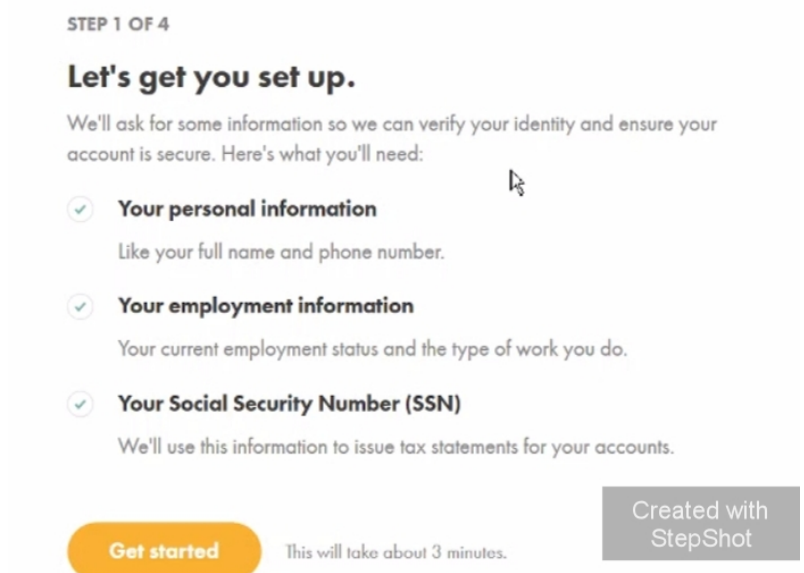 STEP 1 OF 4
Let's get you set up.
We'll ask for some information so we can verify your identity and ensure your
account is secure. Here's what you'll need:
Your personal information
Like your full name and phone number.
Your employment information
Your current employment status and the type of work you do.
Your Social Security Number (SSN)
We'll use this information to issue tax statements for your accounts.
Get started This will take about 3 minutes.
Created with
StepShot